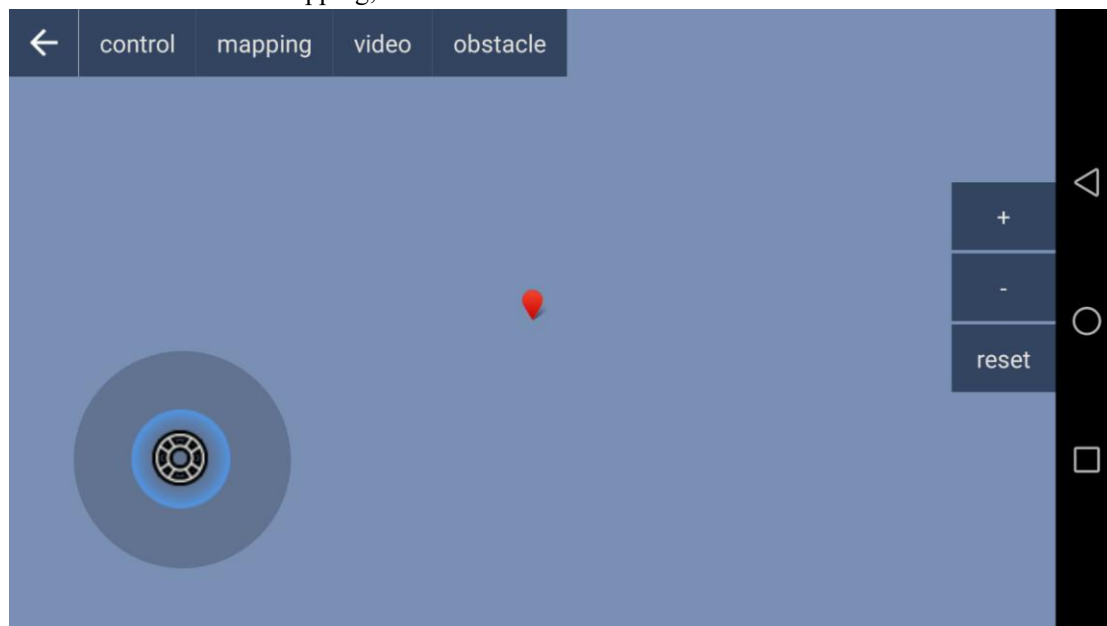 control mapping video obstacle
+
-
reset